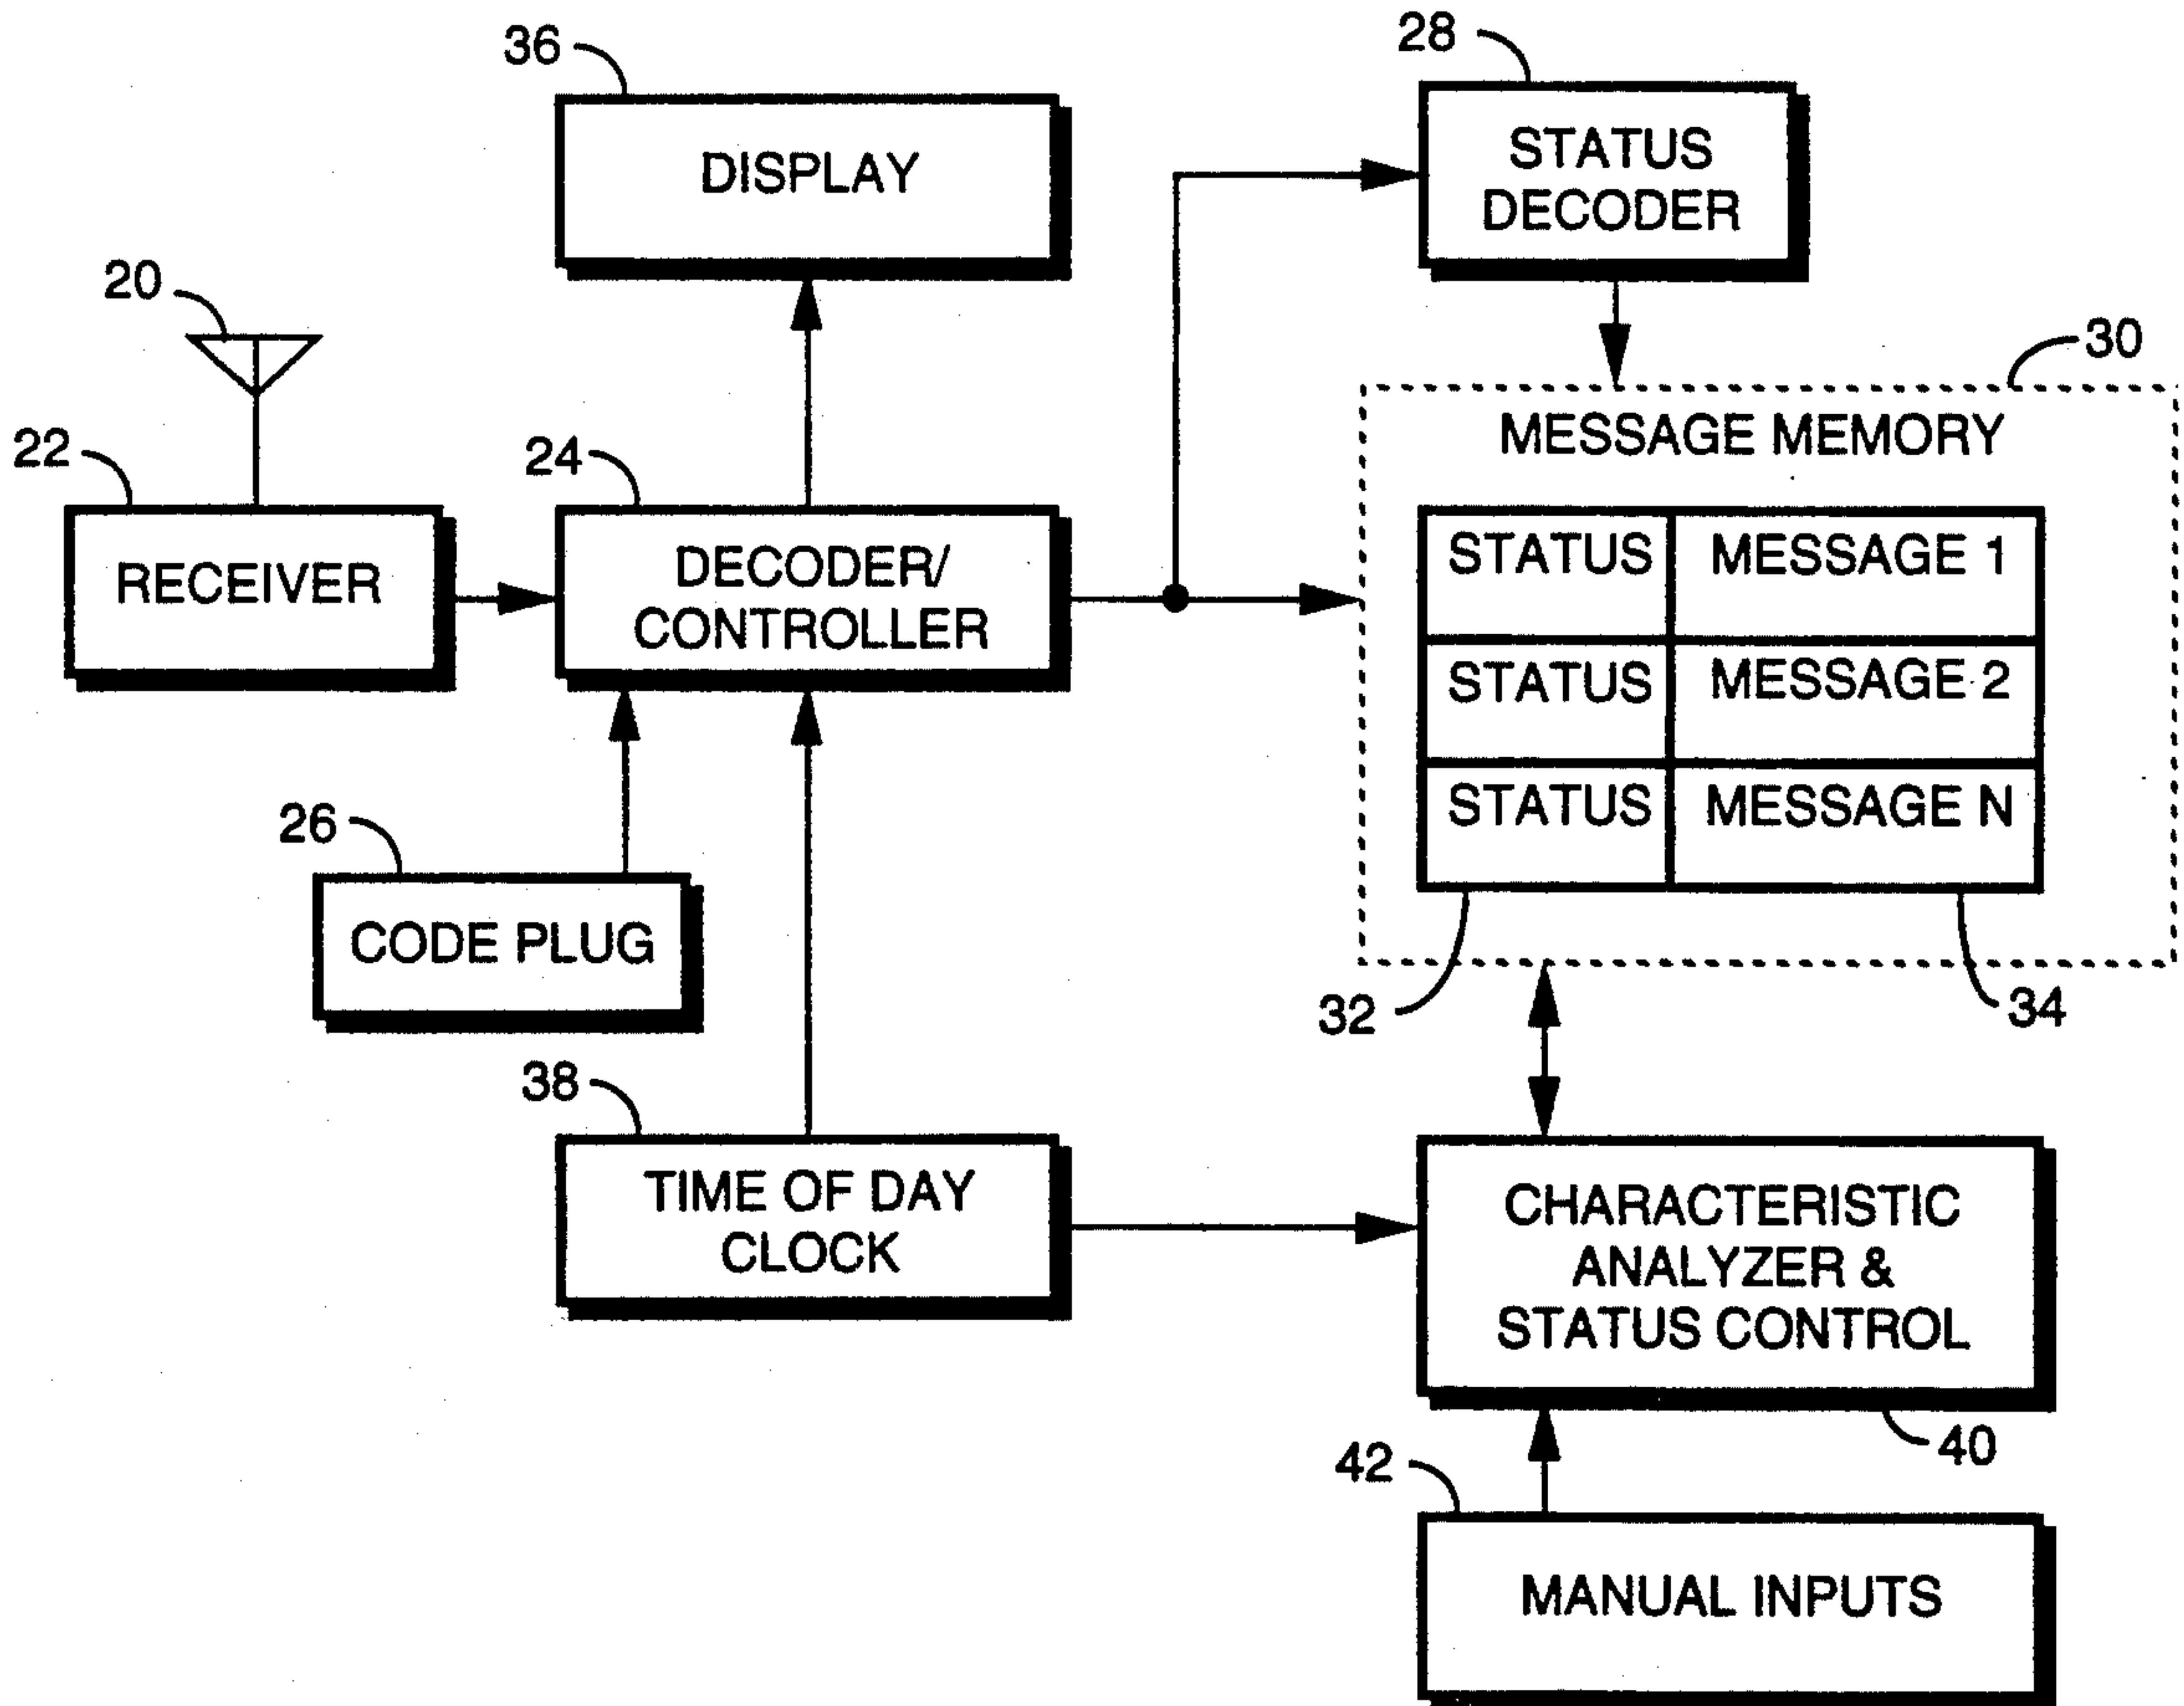 36
28
DISPLAY
STATUS
DECODER
20
30
MESSAGE MEMORY
22
24
RECEIVER
DECODER/
CONTROLLER
STATUS MESSAGE 1
STATUS MESSAGE 2
STATUS MESSAGE N
26
CODE PLUG
32
34
38
TIME OF DAY
CLOCK
CHARACTERISTIC
ANALYZER &
STATUS CONTROL
40
42
MANUAL INPUTS